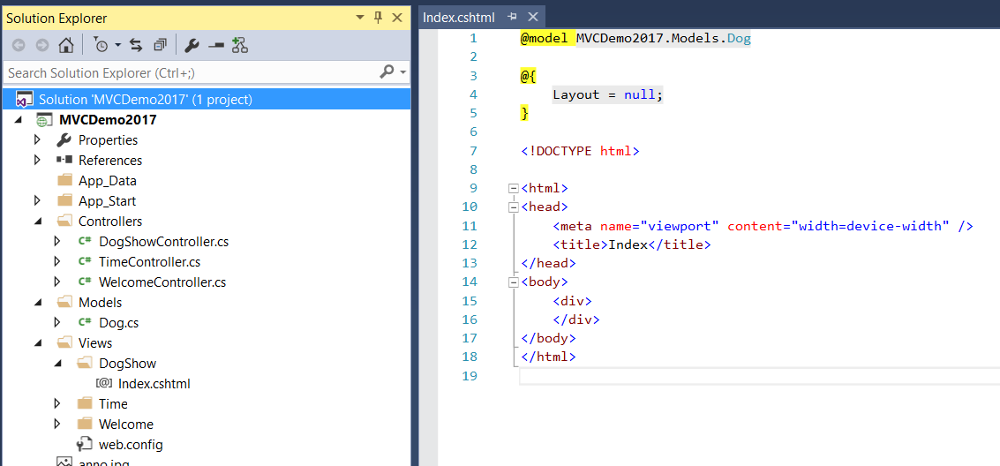 Solution Explorer
Search Solution Explorer (Ctrl+;)
Solution 'MVCDemo2017' (1 project)
MVCDemo2017
Properties
References
App_Data
App_Start
Controllers
C# DogShowController.cs
C# TimeController.cs
C# WelcomeController.cs
Models
C# Dog.cs
Views
DogShow
[@] Index.cshtml
Time
Welcome
web.config
anno.jpg
Index.cshtml
1 @model MVCDemo2017.Models.Dog
2
3 @{
4 Layout = null;
5 }
6
7 <!DOCTYPE html>
8
9 <html>
10 <head>
11 <meta name="viewport" content="width=device-width" />
12 <title>Index</title>
13 </head>
14 <body>
15 <div>
16 </div>
17 </body>
18 </html>
19